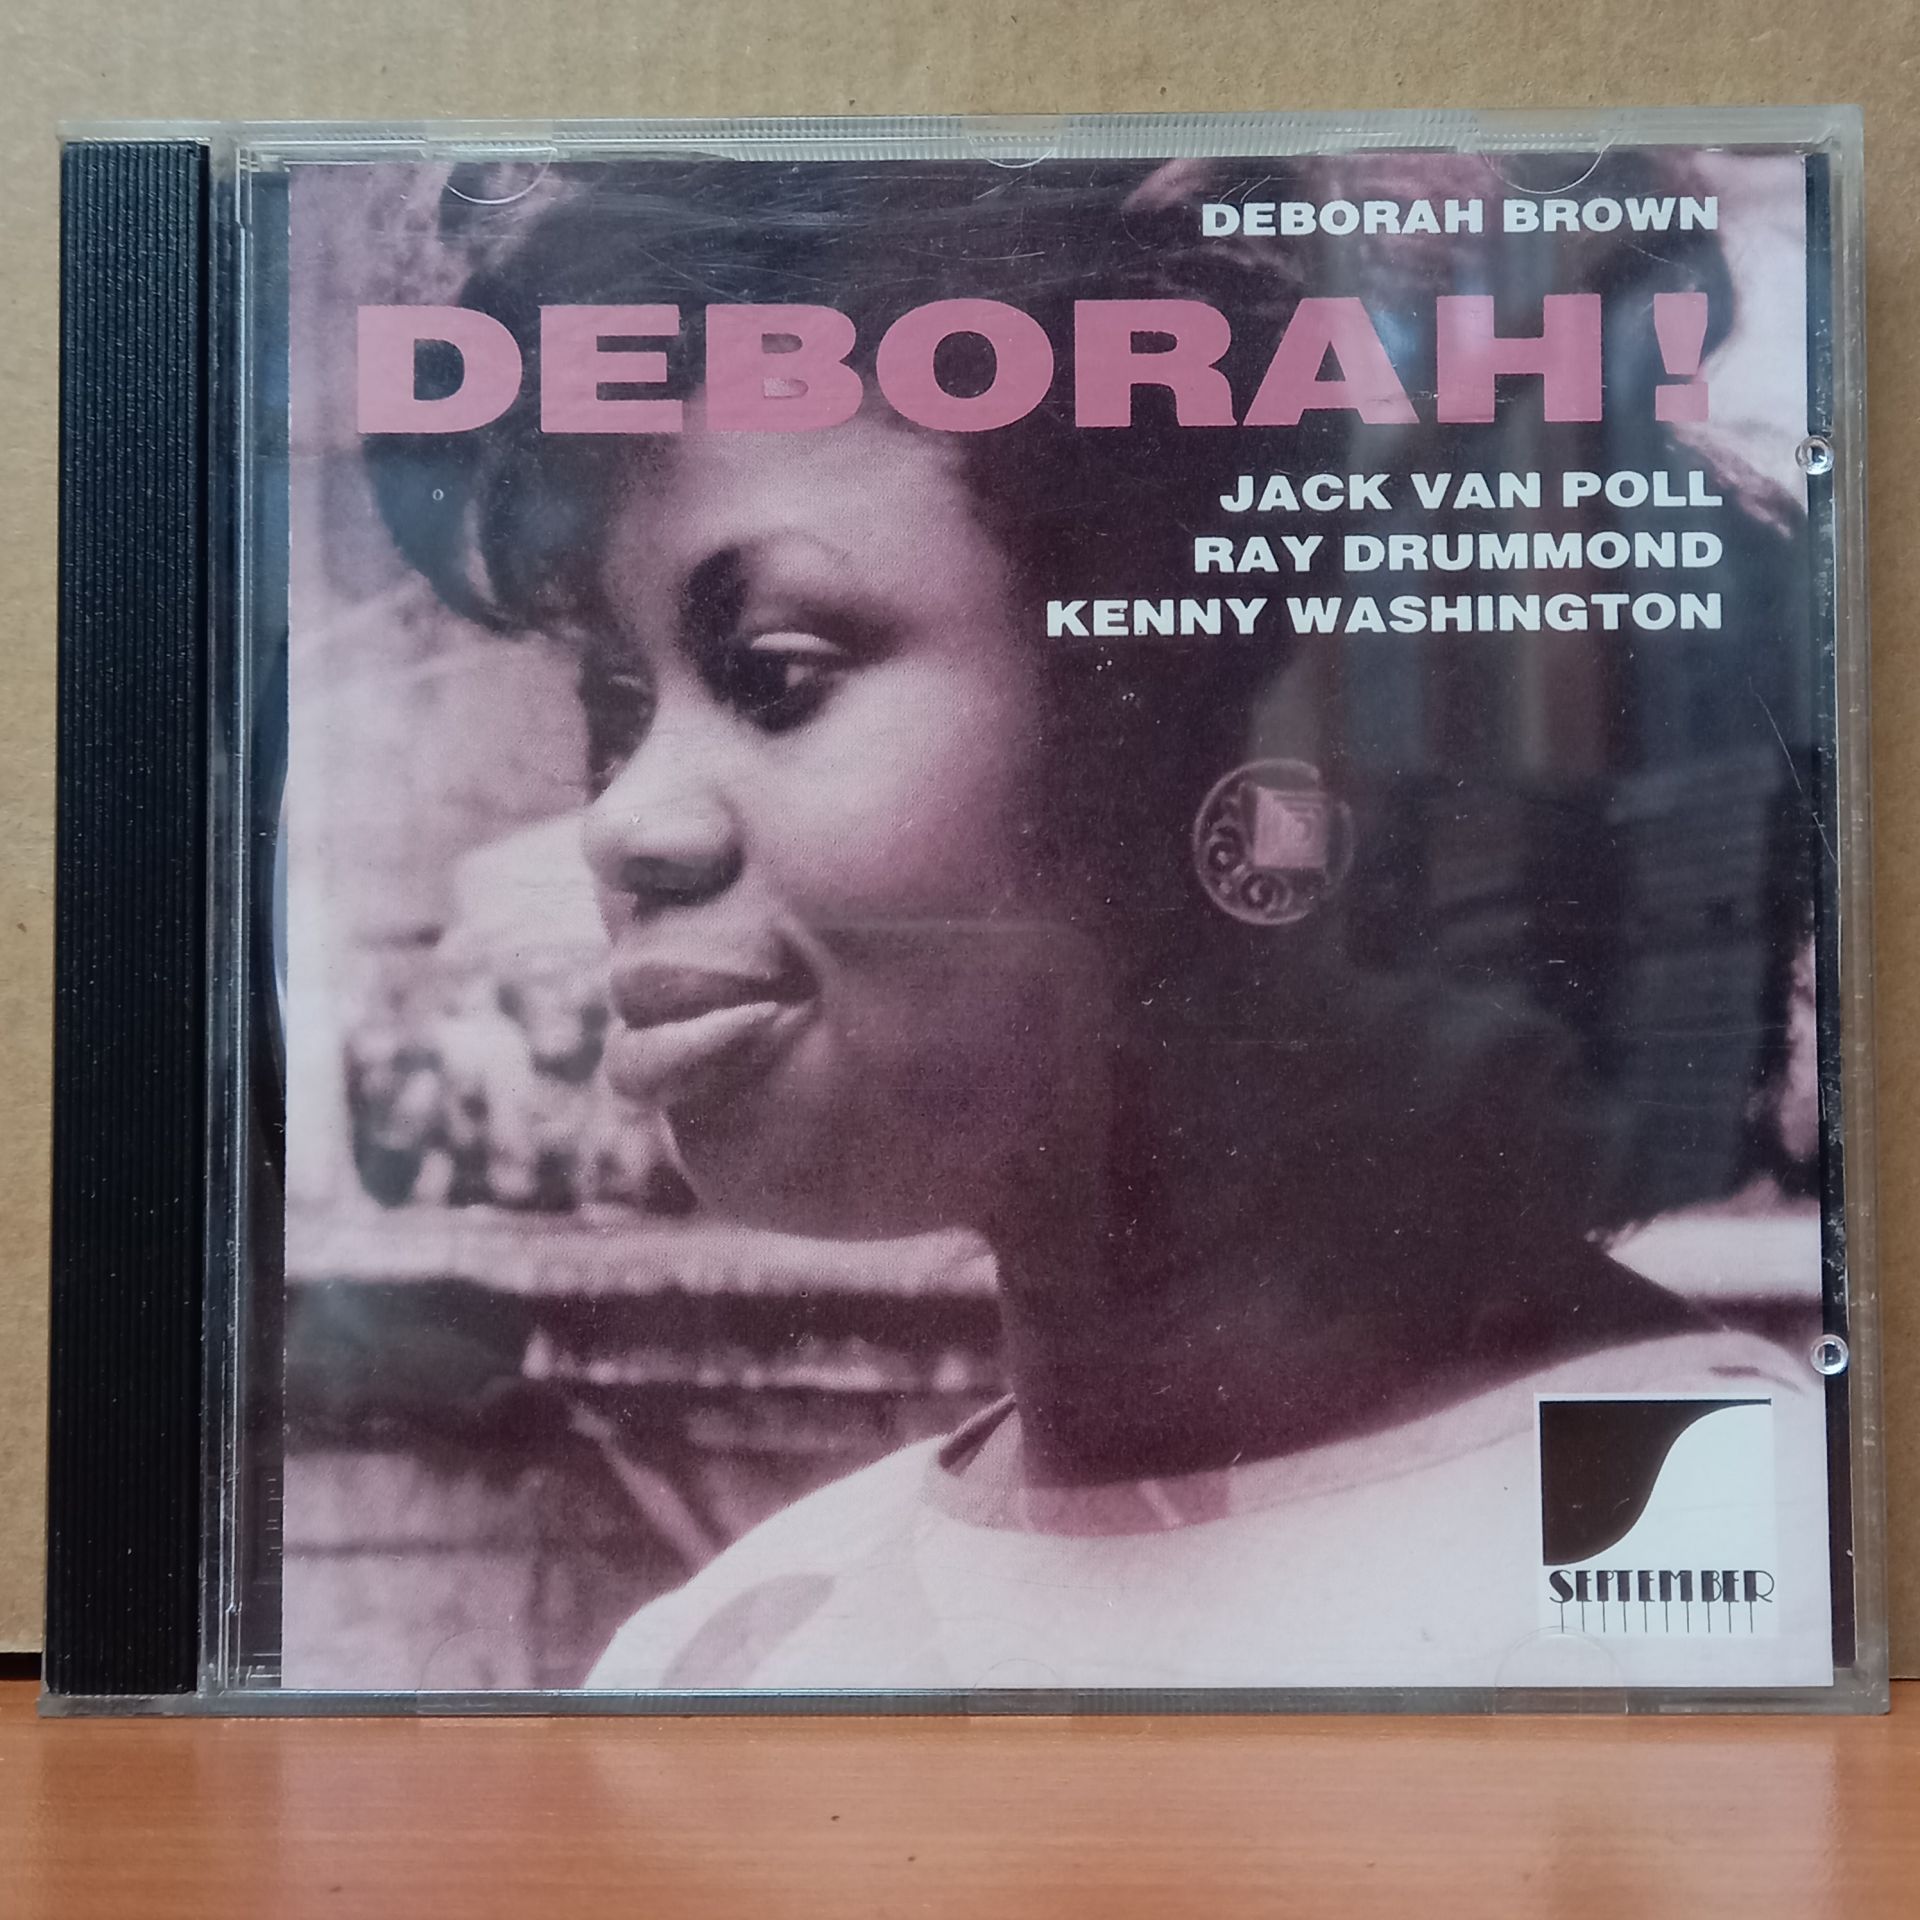 DEBORAH BROWN
DEBORAH!
JACK VAN POLL
RAY DRUMMOND
KENNY WASHINGTON
SEPTEMBER